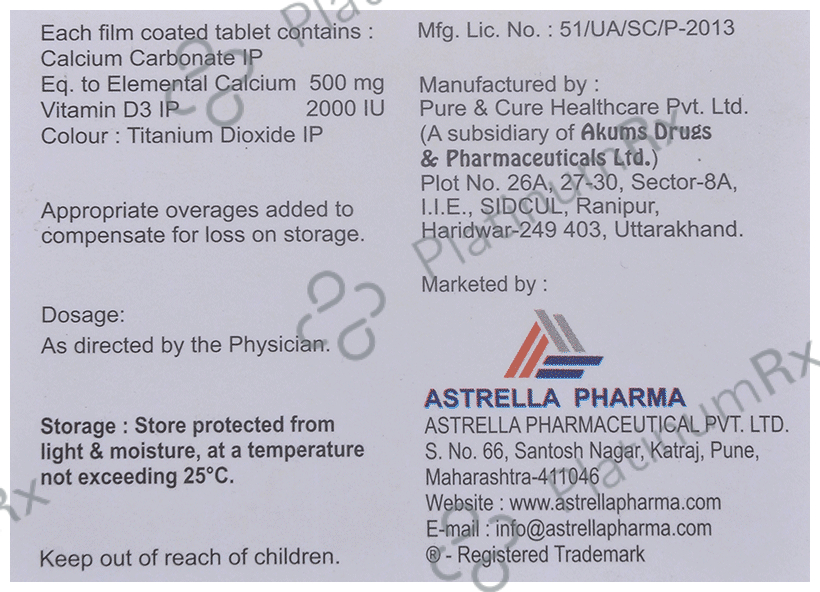 Each film coated tablet contains :
Calcium Carbonate IP
Eq. to Elemental Calcium 500 mg
Vitamin D3 IP 2000 IU
Colour : Titanium Dioxide IP
Appropriate overages added to
compensate for loss on storage.
Dosage:
As directed by the Physician.
Storage : Store protected from
light & moisture, at a temperature
not exceeding 25°C.
Keep out of reach of children.
Mfg. Lic. No. : 51/UA/SC/P-2013
Manufactured by :
Pure & Cure Healthcare Pvt. Ltd.
(A subsidiary of Akums Drugs
& Pharmaceuticals Ltd.)
Plot No. 26A, 27-30, Sector-8A,
I.I.E., SIDCUL, Ranipur,
Haridwar-249 403, Uttarakhand.
Marketed by :
ASTRELLA PHARMA
ASTRELLA PHARMACEUTICAL PVT. LTD.
S. No. 66, Santosh Nagar, Katraj, Pune,
Maharashtra-411046
Website : www.astrellapharma.com
E-mail : info@astrellapharma.com
® - Registered Trademark
PlatinumRx
PlatinumRx
Platin
Rx